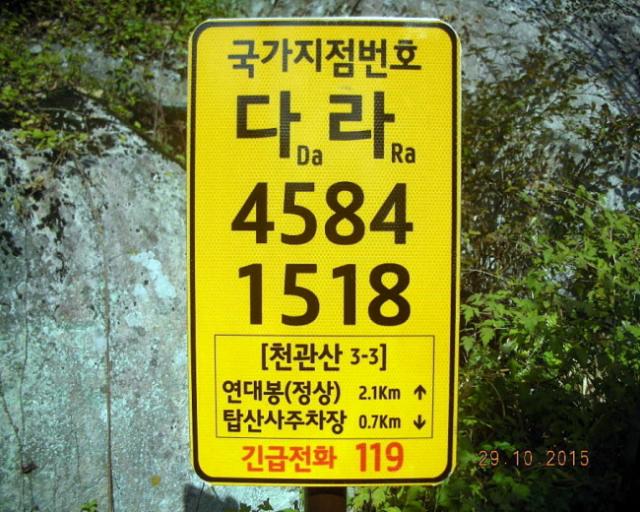 국가지점번호
다Da 라Ra
4584
1518
[천관산 3-3]
연대봉(정상) 2.1Km ↑
탑산사주차장 0.7Km ↓
긴급전화 119
29.10 2015